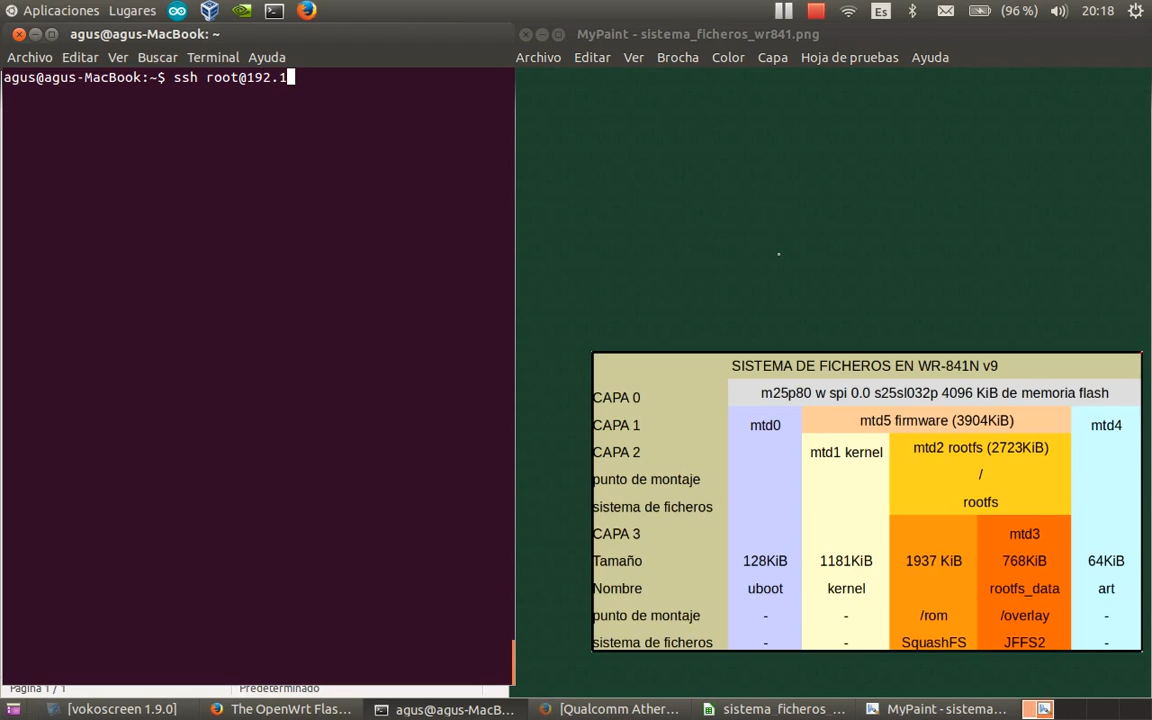 Aplicaciones Lugares Es (96 %) 20:18
agus@agus-MacBook: ~
MyPaint - sistema_ficheros_wr841.png
Archivo Editar Ver Buscar Terminal Ayuda
Archivo Editar Ver Brocha Color Capa Hoja de pruebas Ayuda
agus@agus-MacBook:~$ ssh root@192.1
SISTEMA DE FICHEROS EN WR-841N v9
CAPA 0 m25p80 w spi 0.0 s25sl032p 4096 KiB de memoria flash
CAPA 1 mtd0 mtd5 firmware (3904KiB) mtd4
CAPA 2 mtd1 kernel mtd2 rootfs (2723KiB)
punto de montaje /
sistema de ficheros rootfs
CAPA 3 mtd3
Tamaño 128KiB 1181KiB 1937 KiB 768KiB 64KiB
Nombre uboot kernel rootfs_data art
punto de montaje - - /rom /overlay -
sistema de ficheros - - SquashFS JFFS2 -
Página 1 / 1 Predeterminado
[vokoscreen 1.9.0] The OpenWrt Flas... agus@agus-MacB... [Qualcomm Ather... sistema_ficheros_... MyPaint - sistema...